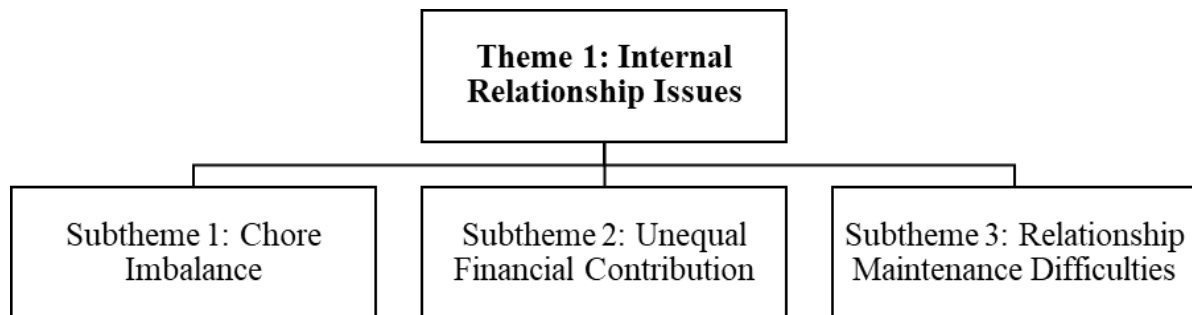 Theme 1: Internal
Relationship Issues
Subtheme 1: Chore
Imbalance
Subtheme 2: Unequal
Financial Contribution
Subtheme 3: Relationship
Maintenance Difficulties